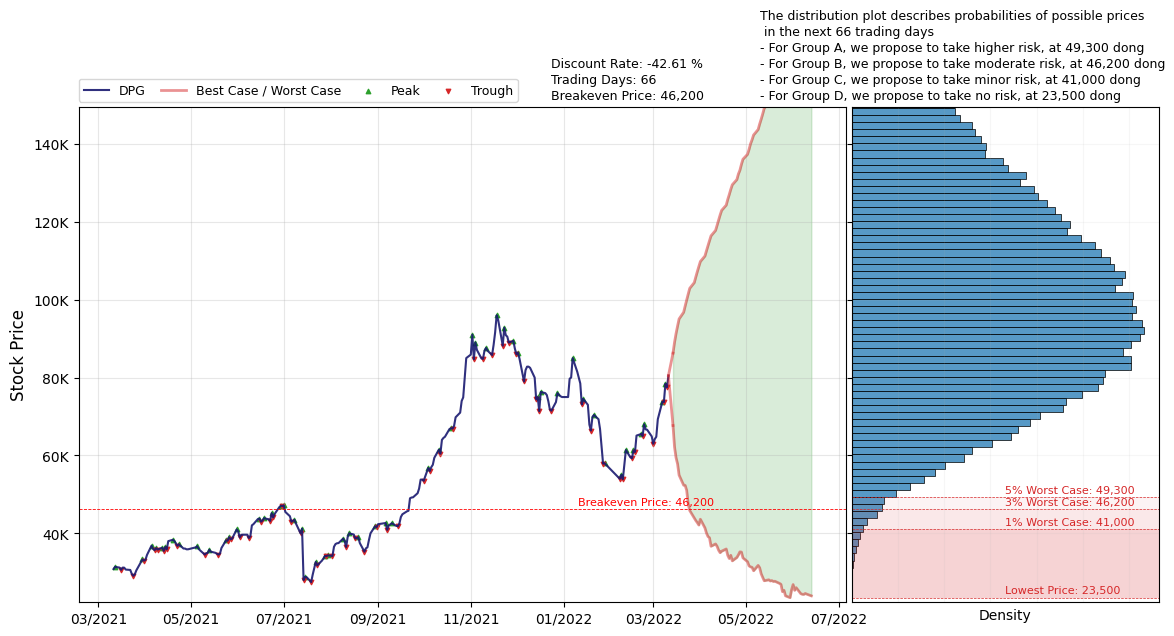 The distribution plot describes probabilities of possible prices
in the next 66 trading days
- For Group A, we propose to take higher risk, at 49,300 dong
- For Group B, we propose to take moderate risk, at 46,200 dong
- For Group C, we propose to take minor risk, at 41,000 dong
- For Group D, we propose to take no risk, at 23,500 dong
Discount Rate: -42.61 %
Trading Days: 66
Breakeven Price: 46,200
DPG
Best Case / Worst Case
Peak
Trough
Stock Price
140K
120K
100K
80K
60K
40K
Breakeven Price: 46,200
5% Worst Case: 49,300
3% Worst Case: 46,200
1% Worst Case: 41,000
Lowest Price: 23,500
03/2021
05/2021
07/2021
09/2021
11/2021
01/2022
03/2022
05/2022
07/2022
Density